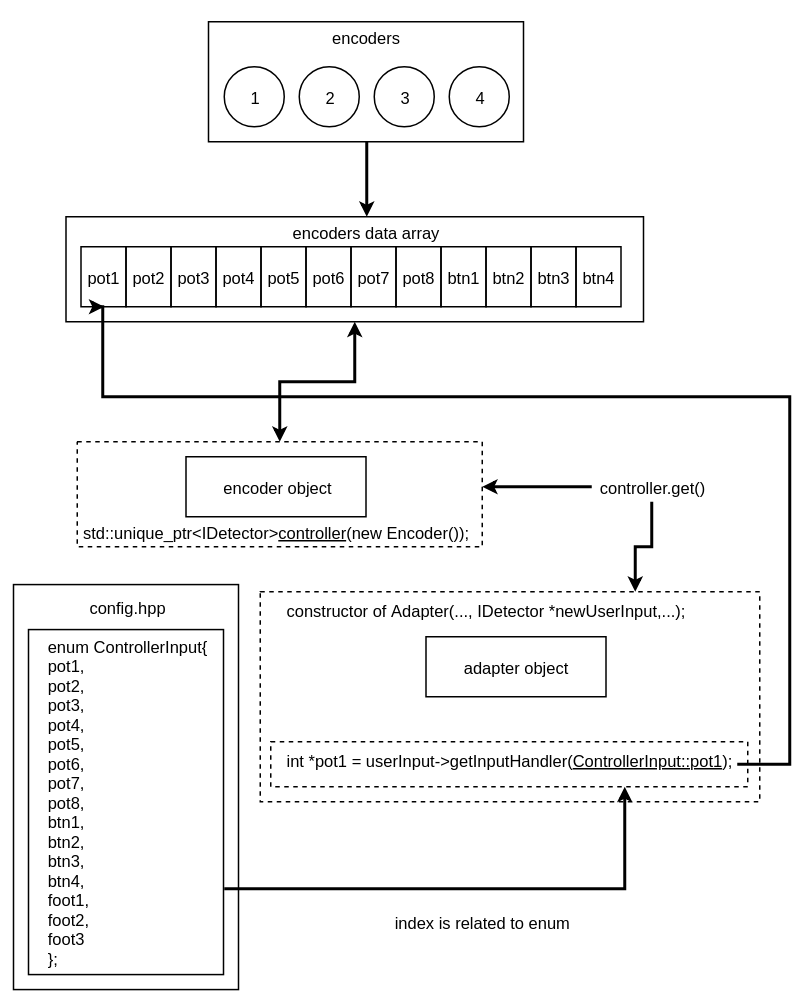 encoders
1 2 3 4
encoders data array
pot1 pot2 pot3 pot4 pot5 pot6 pot7 pot8 btn1 btn2 btn3 btn4
encoder object
std::unique_ptr<IDetector>controller(new Encoder());
controller.get()
config.hpp
enum ControllerInput{
pot1,
pot2,
pot3,
pot4,
pot5,
pot6,
pot7,
pot8,
btn1,
btn2,
btn3,
btn4,
foot1,
foot2,
foot3
};
constructor of Adapter(..., IDetector *newUserInput,...);
adapter object
int *pot1 = userInput->getInputHandler(ControllerInput::pot1);
index is related to enum